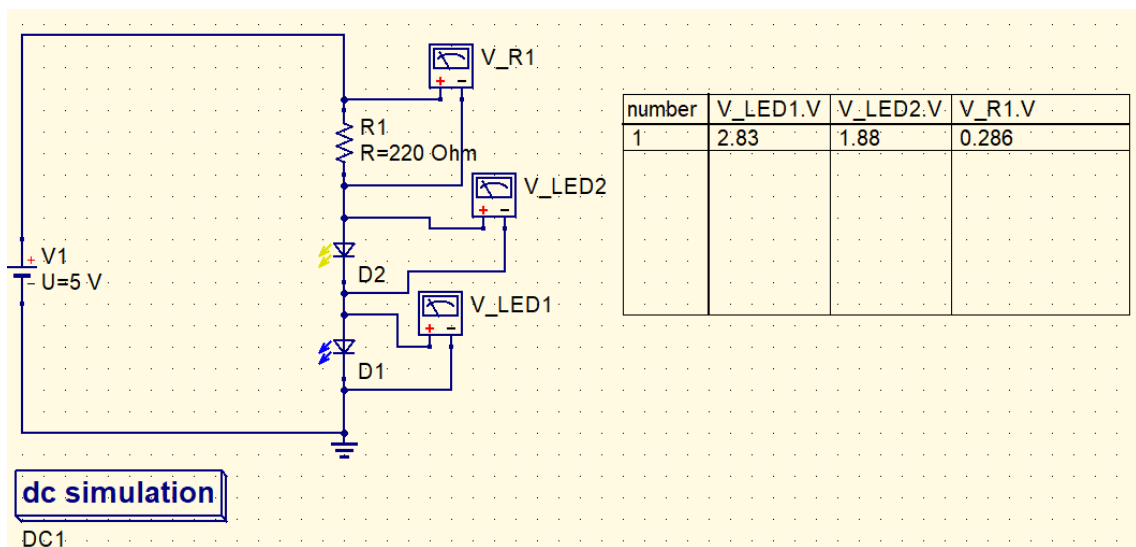 V_R1
R1
R=220 Ohm
V_LED2
V1
U=5 V
D2
V_LED1
D1
dc simulation
DC1
number V_LED1.V V_LED2.V V_R1.V
1 2.83 1.88 0.286